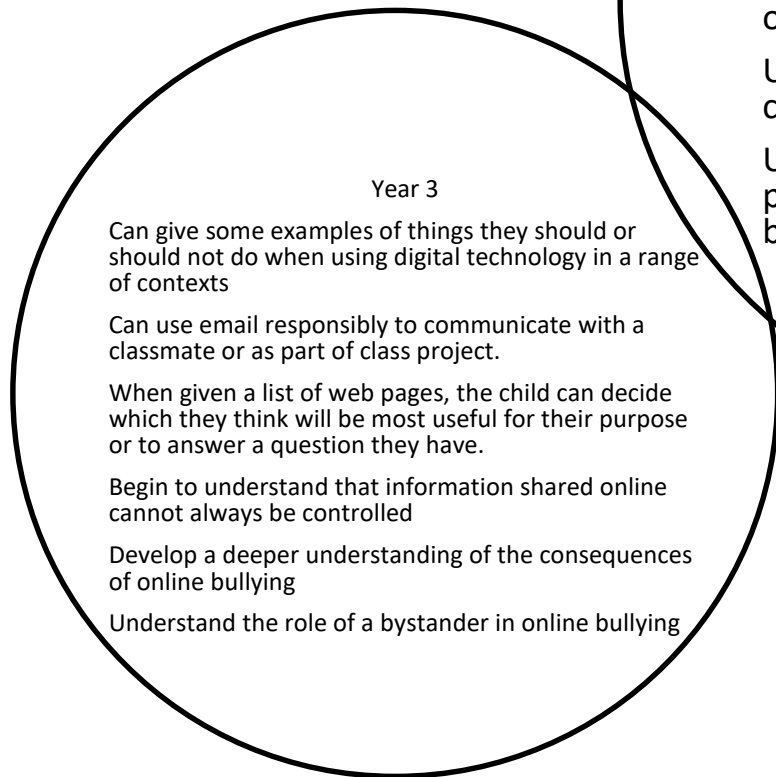 Year 3
Can give some examples of things they should or
should not do when using digital technology in a range
of contexts
Can use email responsibly to communicate with a
classmate or as part of class project.
When given a list of web pages, the child can decide
which they think will be most useful for their purpose
or to answer a question they have.
Begin to understand that information shared online
cannot always be controlled
Develop a deeper understanding of the consequences
of online bullying
Understand the role of a bystander in online bullying